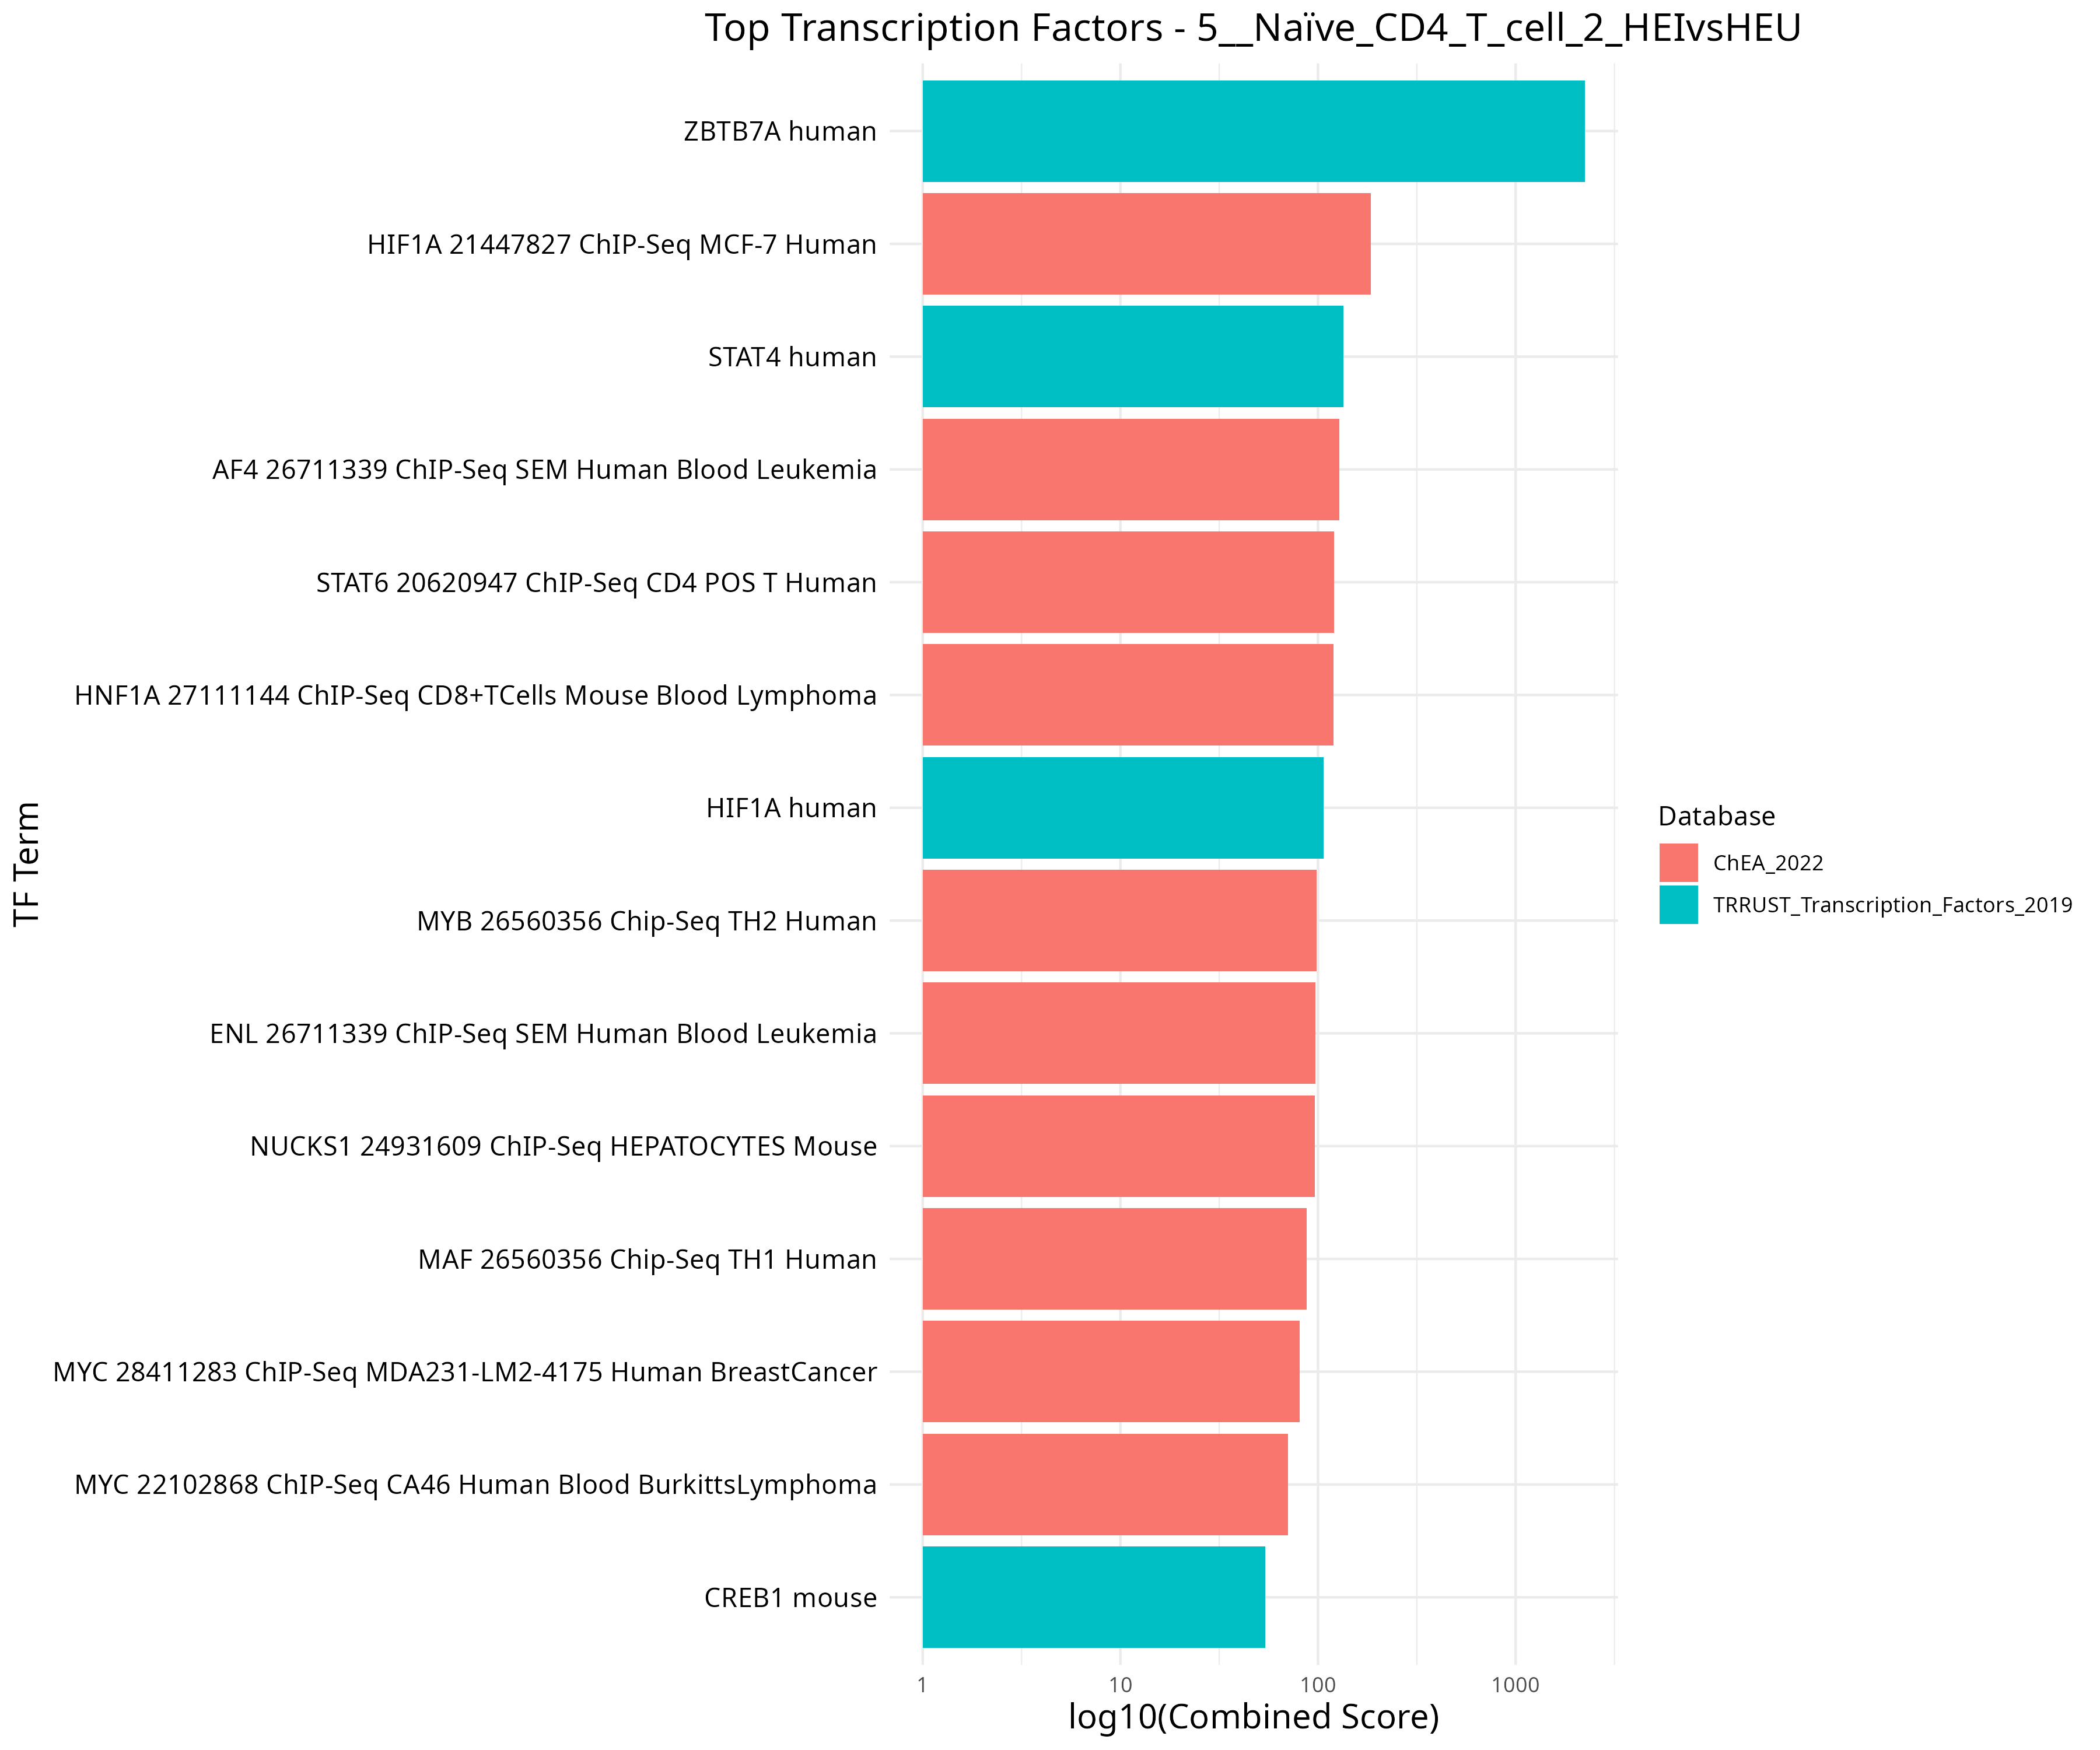 Top Transcription Factors - 5__Naïve_CD4_T_cell_2_HEIvsHEU
ZBTB7A human
HIF1A 21447827 ChIP-Seq MCF-7 Human
STAT4 human
AF4 26711339 ChIP-Seq SEM Human Blood Leukemia
STAT6 20620947 ChIP-Seq CD4 POS T Human
HNF1A 27111144 ChIP-Seq CD8+TCells Mouse Blood Lymphoma
HIF1A human
MYB 26560356 Chip-Seq TH2 Human
ENL 26711339 ChIP-Seq SEM Human Blood Leukemia
NUCKS1 24931609 ChIP-Seq HEPATOCYTES Mouse
MAF 26560356 Chip-Seq TH1 Human
MYC 28411283 ChIP-Seq MDA231-LM2-4175 Human BreastCancer
MYC 22102868 ChIP-Seq CA46 Human Blood BurkittsLymphoma
CREB1 mouse
TF Term
1 10 100 1000
log10(Combined Score)
Database
ChEA_2022
TRRUST_Transcription_Factors_2019